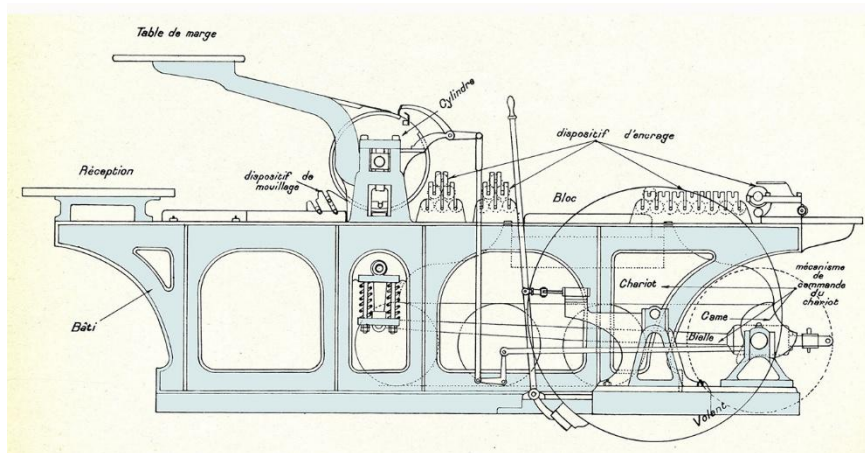 Table de marge
Cylindre
dispositif d'encrage
Réception
dispositif de
mouillage
Bloc
Chariot
mécanisme
de
commande
du
chariot
Came
Bielle
Bâti
Volant